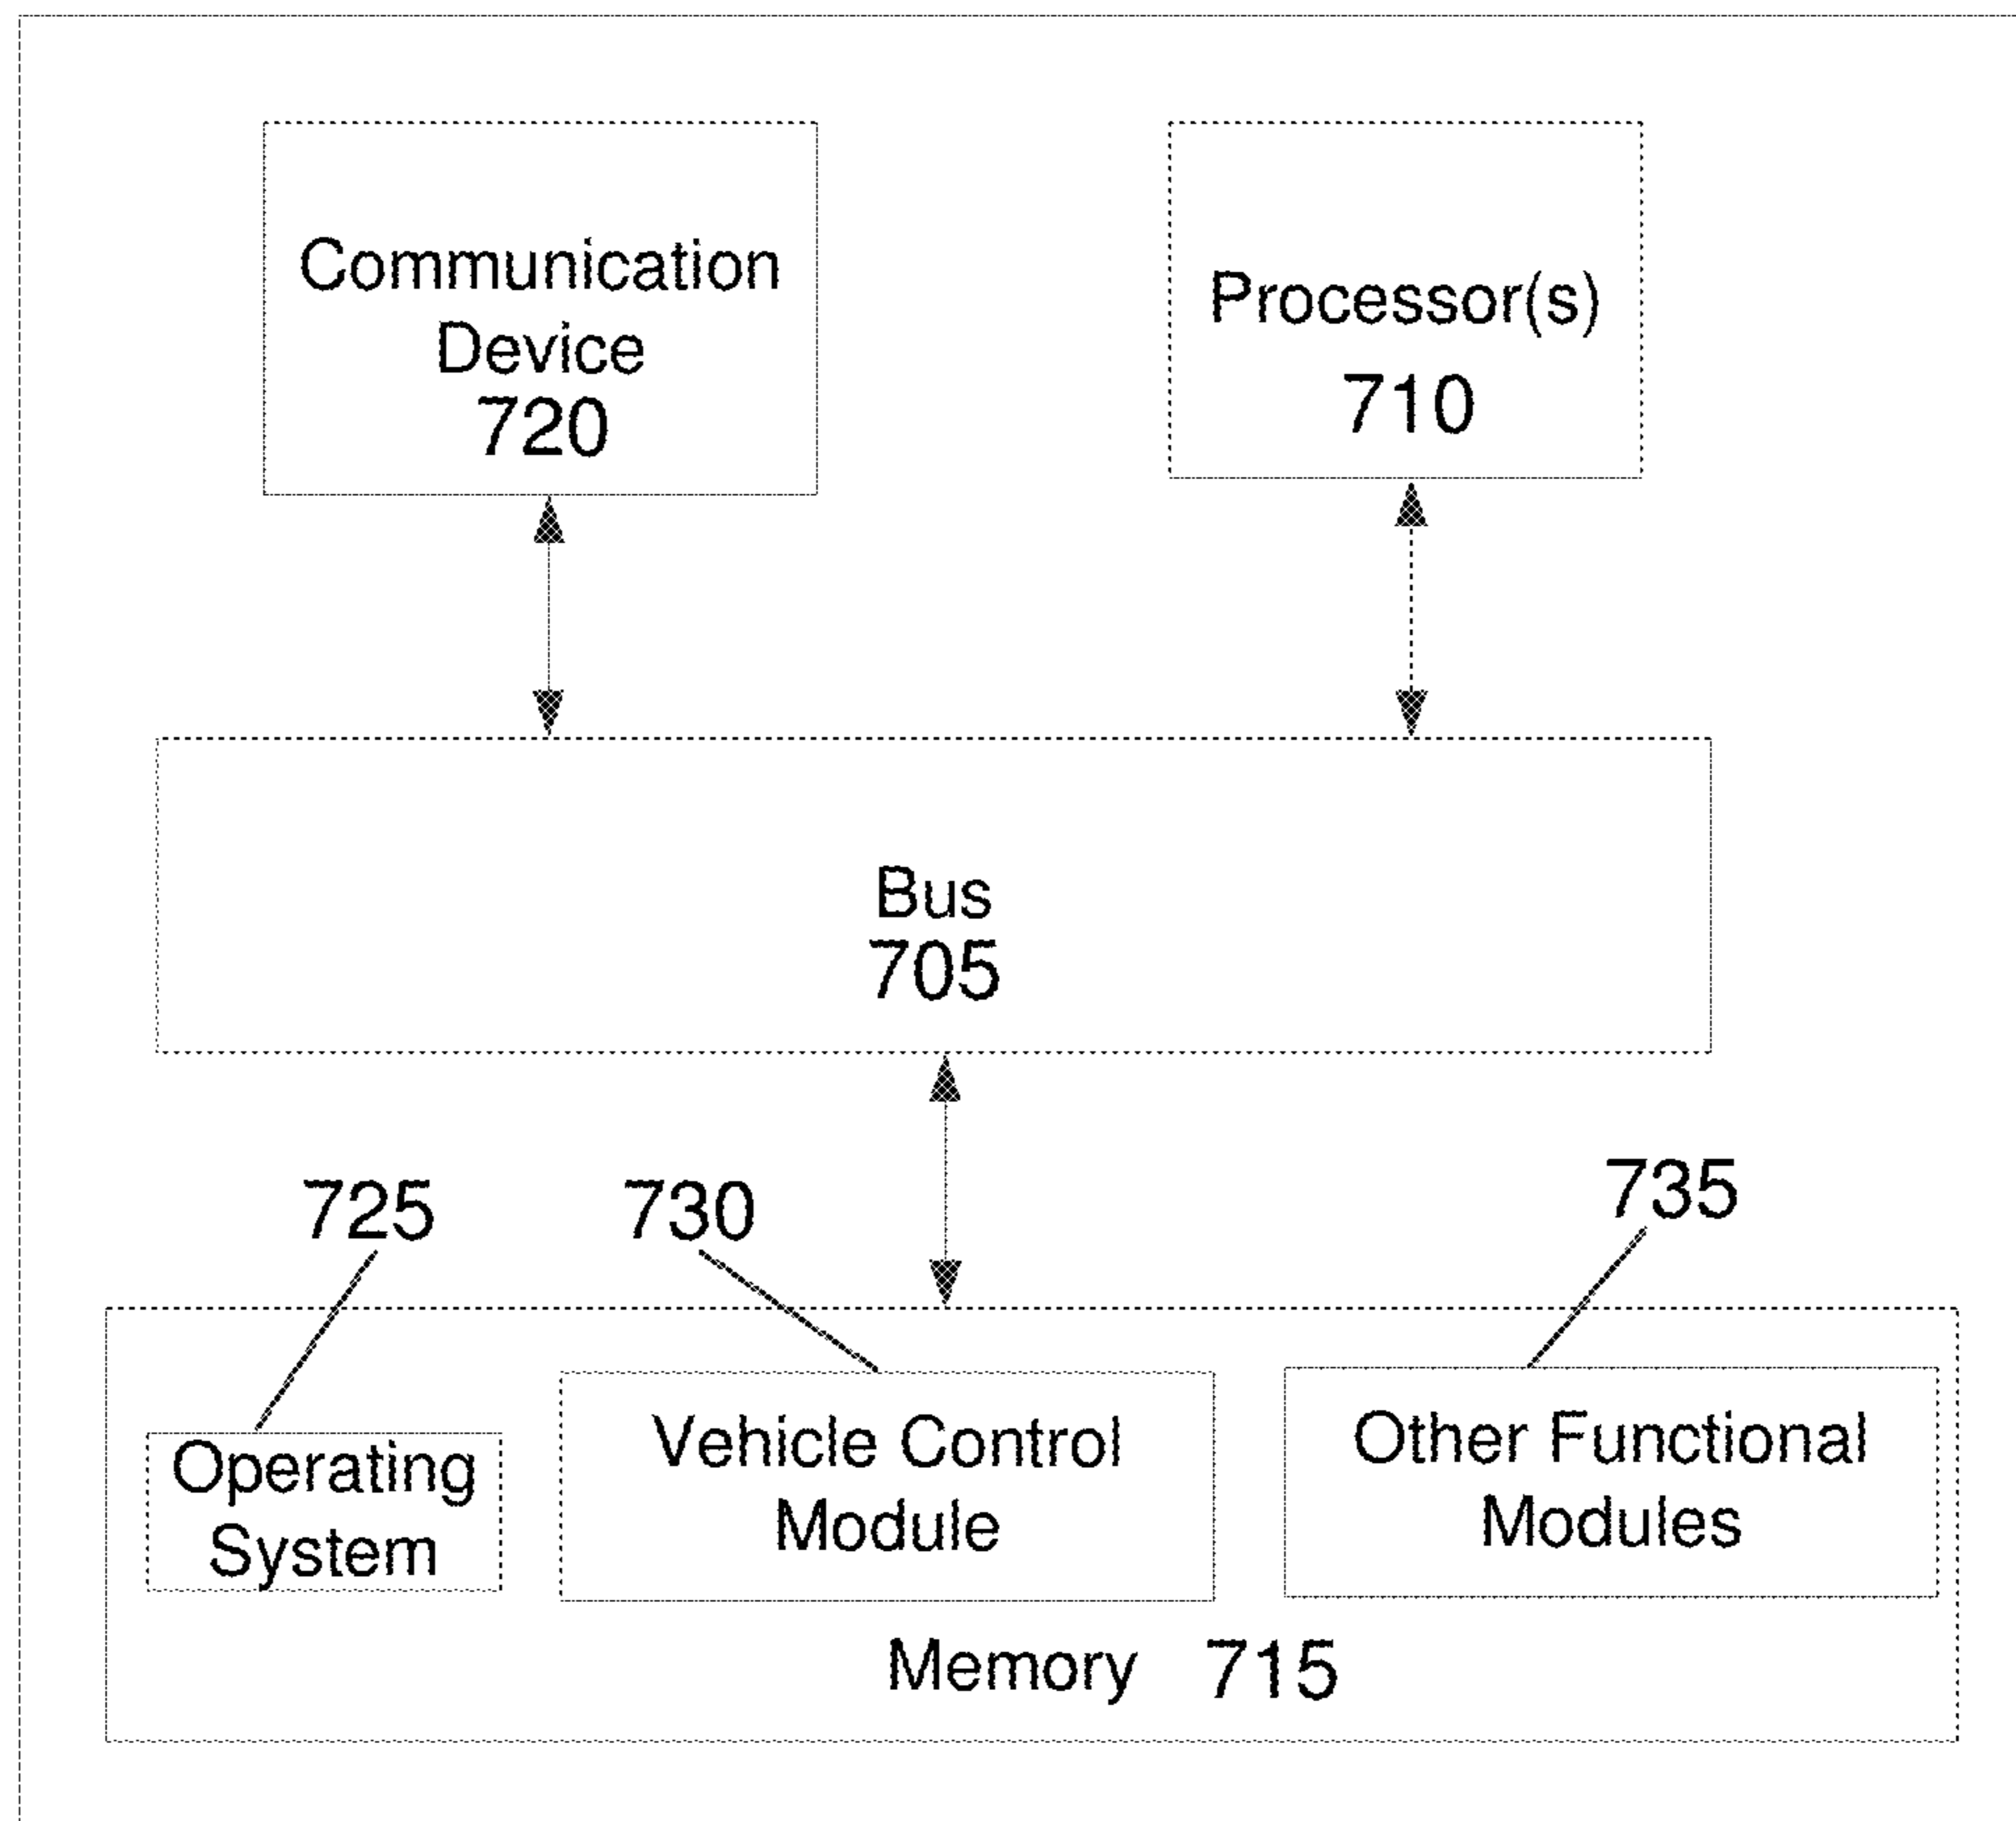 Communication
Device
720
Processor(s)
710
Bus
705
725
730
735
Operating
System
Vehicle Control
Module
Other Functional
Modules
Memory 715